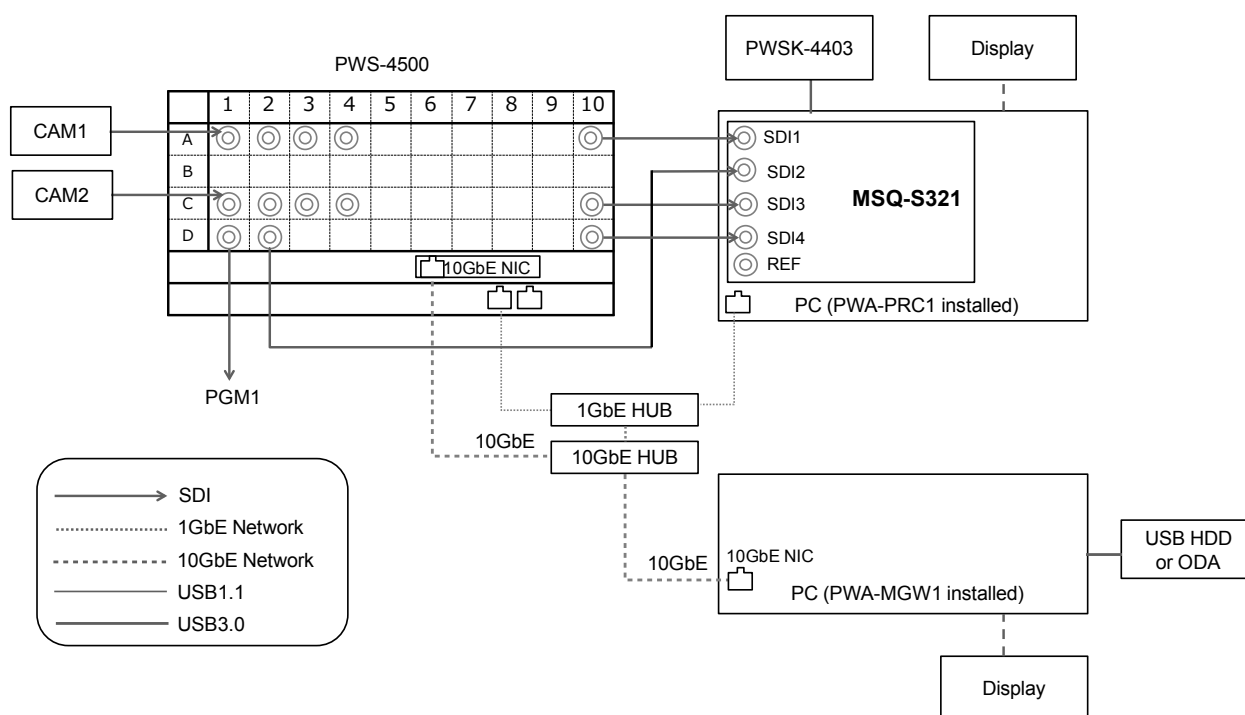 PWS-4500
1 2 3 4 5 6 7 8 9 10
A
B
C
D
10GbE NIC
CAM1
CAM2
PGM1
PWSK-4403
Display
SDI1
SDI2
SDI3
SDI4
REF
MSQ-S321
PC (PWA-PRC1 installed)
1GbE HUB
10GbE
10GbE HUB
SDI
1GbE Network
10GbE Network
USB1.1
USB3.0
10GbE
10GbE NIC
PC (PWA-MGW1 installed)
USB HDD
or ODA
Display